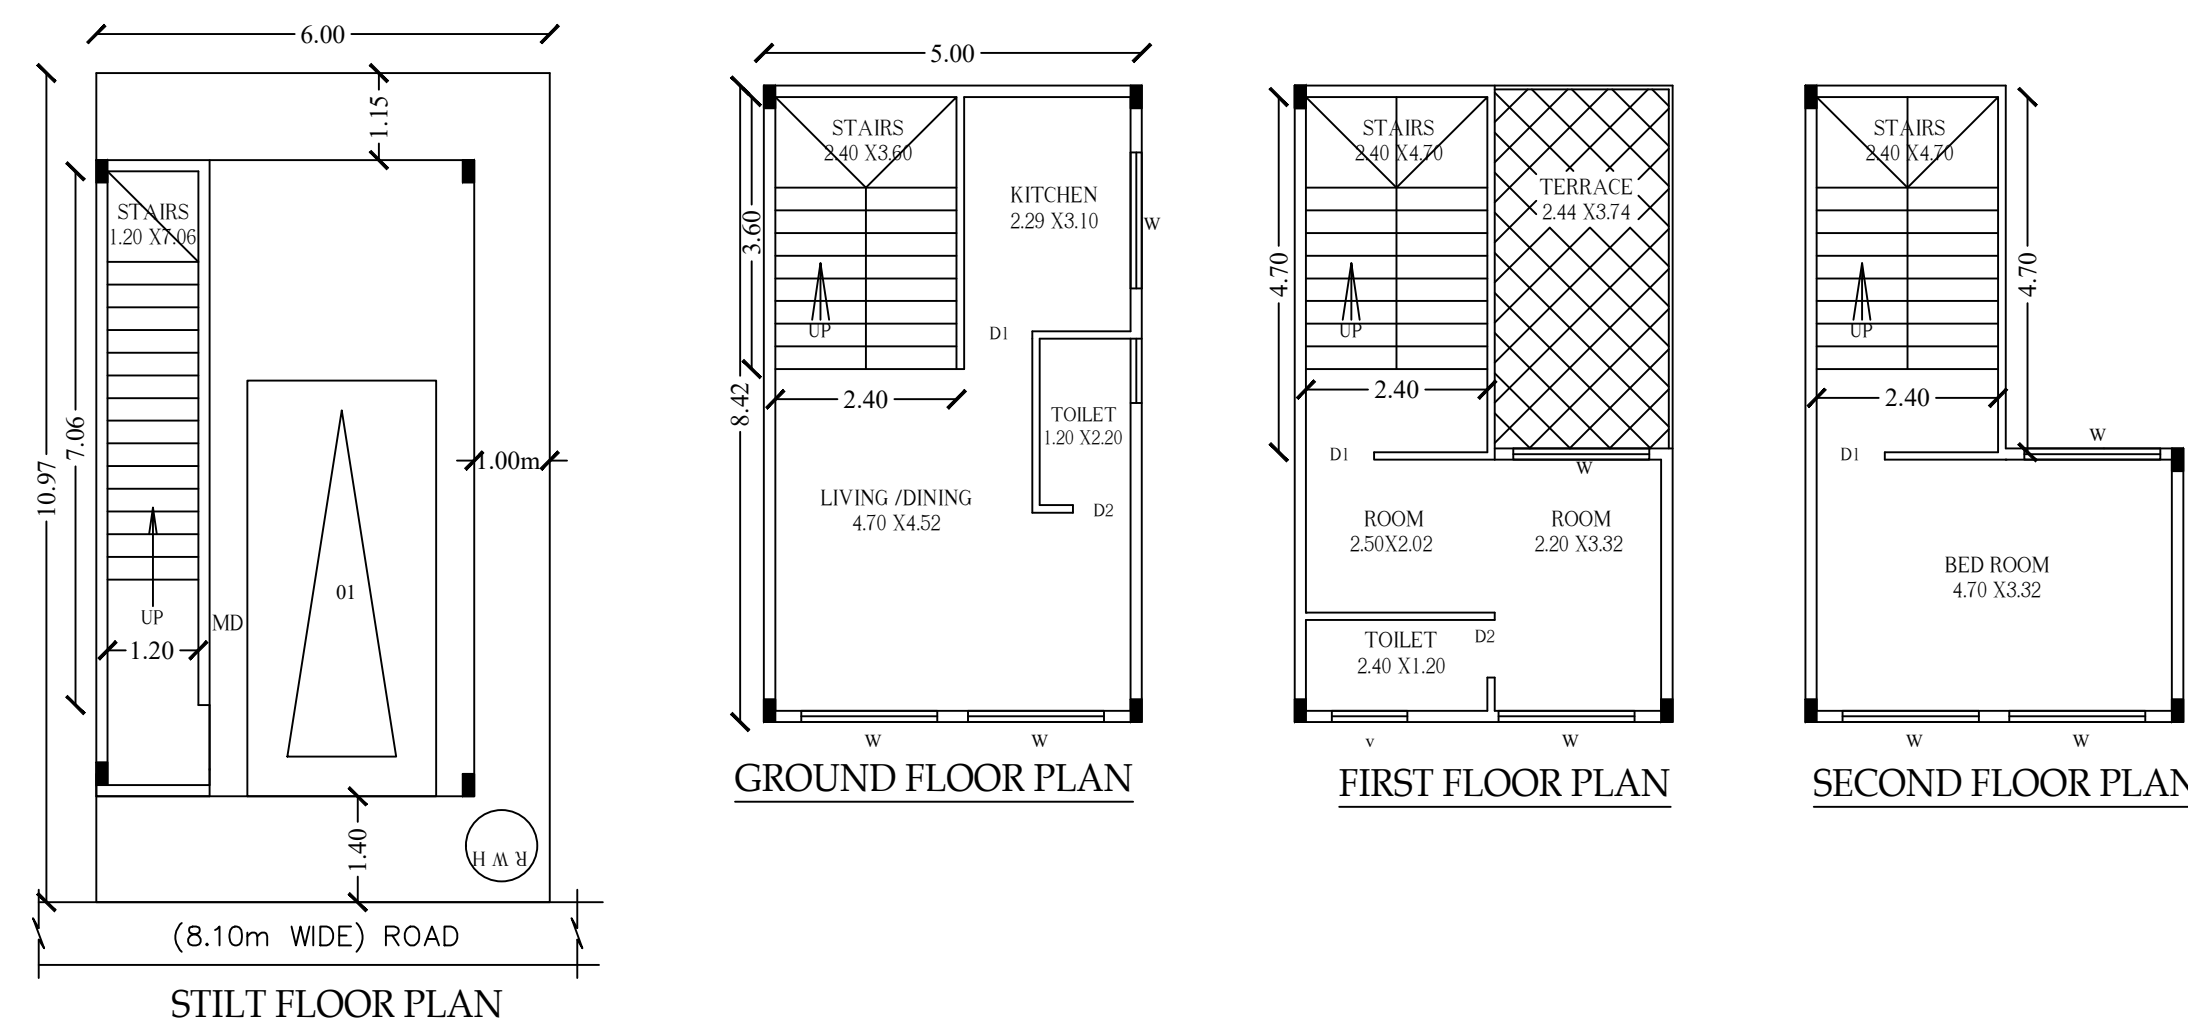 6.00
1.15
STAIRS
1.20 X7.06
10.97
7.06
1.00m
01
UP
MD
1.20
1.40
R W H
(8.10m WIDE) ROAD
STILT FLOOR PLAN
5.00
STAIRS
2.40 X3.60
KITCHEN
2.29 X3.10
W
3.60
UP
D1
8.42
2.40
TOILET
1.20 X2.20
LIVING /DINING
4.70 X4.52
D2
W
W
GROUND FLOOR PLAN
STAIRS
2.40 X4.70
TERRACE
2.44 X3.74
4.70
UP
2.40
D1
W
ROOM
2.50X2.02
ROOM
2.20 X3.32
TOILET
2.40 X1.20
D2
v
W
FIRST FLOOR PLAN
STAIRS
2.40 X4.70
4.70
UP
2.40
W
D1
BED ROOM
4.70 X3.32
W
W
SECOND FLOOR PLAN